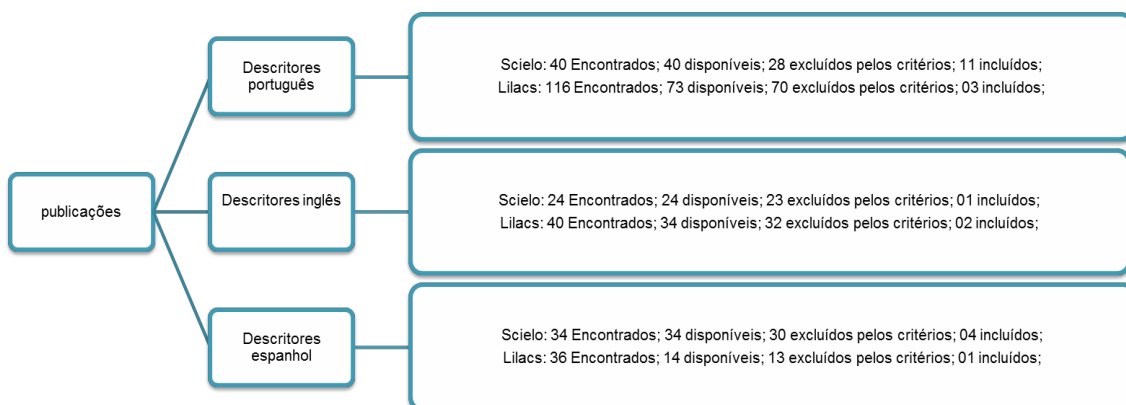 publicações
Descritores
português
Scielo: 40 Encontrados; 40 disponíveis; 28 excluídos pelos critérios; 11 incluídos;
Lilacs: 116 Encontrados; 73 disponíveis; 70 excluídos pelos critérios; 03 incluídos;
Descritores inglês
Scielo: 24 Encontrados; 24 disponíveis; 23 excluídos pelos critérios; 01 incluídos;
Lilacs: 40 Encontrados; 34 disponíveis; 32 excluídos pelos critérios; 02 incluídos;
Descritores
espanhol
Scielo: 34 Encontrados; 34 disponíveis; 30 excluídos pelos critérios; 04 incluídos;
Lilacs: 36 Encontrados; 14 disponíveis; 13 excluídos pelos critérios; 01 incluídos;